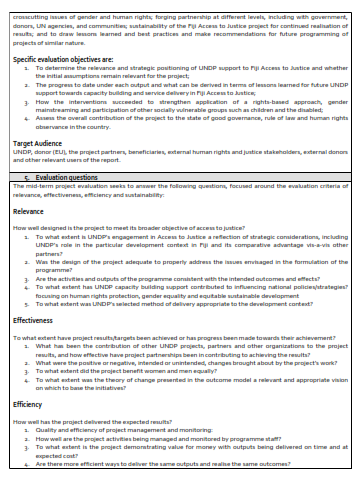 crosscutting issues of gender and human rights; forging partnership at different levels, including with government,
donors, UN agencies, and communities; sustainability of the Fiji Access to Justice project for continued realisation of
results; and to draw lessons learned and best practices and make recommendations for future programming of
projects of similar nature.
Specific evaluation objectives are:
1. To determine the relevance and strategic positioning of UNDP support to Fiji Access to Justice and whether
the initial assumptions remain relevant for the project;
2. The progress to date under each output and what can be derived in terms of lessons learned for future UNDP
support towards capacity building and service delivery in Fiji Access to Justice;
3. How the interventions succeeded to strengthen application of a rights-based approach, gender
mainstreaming and participation of other socially vulnerable groups such as children and the disabled;
4. Assess the overall contribution of the project to the state of good governance, rule of law and human rights
observance in the country.
Target Audience
UNDP, donor (EU), the project partners, beneficiaries, external human rights and justice stakeholders, external donors
and other relevant users of the report.
5. Evaluation questions
The mid-term project evaluation seeks to answer the following questions, focused around the evaluation criteria of
relevance, effectiveness, efficiency and sustainability:
Relevance
How well designed is the project to meet its broader objective of access to justice?
1. To what extent is UNDP's engagement in Access to Justice a reflection of strategic considerations, including
UNDP's role in the particular development context in Fiji and its comparative advantage vis-a-vis other
partners?
2. Was the design of the project adequate to properly address the issues envisaged in the formulation of the
programme?
3. Are the activities and outputs of the programme consistent with the intended outcomes and effects?
4. To what extent has UNDP capacity building support contributed to influencing national policies/strategies?
focusing on human rights protection, gender equality and equitable sustainable development
5. To what extent was UNDP's selected method of delivery appropriate to the development context?
Effectiveness
To what extent have project results/targets been achieved or has progress been made towards their achievement?
1. What has been the contribution of other UNDP projects, partners and other organizations to the project
results, and how effective have project partnerships been in contributing to achieving the results?
2. What were the positive or negative, intended or unintended, changes brought about by the project's work?
3. To what extent did the project benefit women and men equally?
4. To what extent was the theory of change presented in the outcome model a relevant and appropriate vision
on which to base the initiatives?
Efficiency
How well has the project delivered the expected results?
1. Quality and efficiency of project management and monitoring:
2. How well are the project activities being managed and monitored by programme staff?
3. To what extent is the project demonstrating value for money with outputs being delivered on time and at
expected cost?
4. Are there more efficient ways to deliver the same outputs and realise the same outcomes?